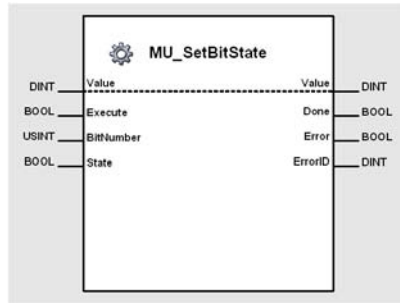 MU_SetBitState
DINT Value Value DINT
BOOL Execute Done BOOL
USINT BitNumber Error BOOL
BOOL State ErrorID DINT